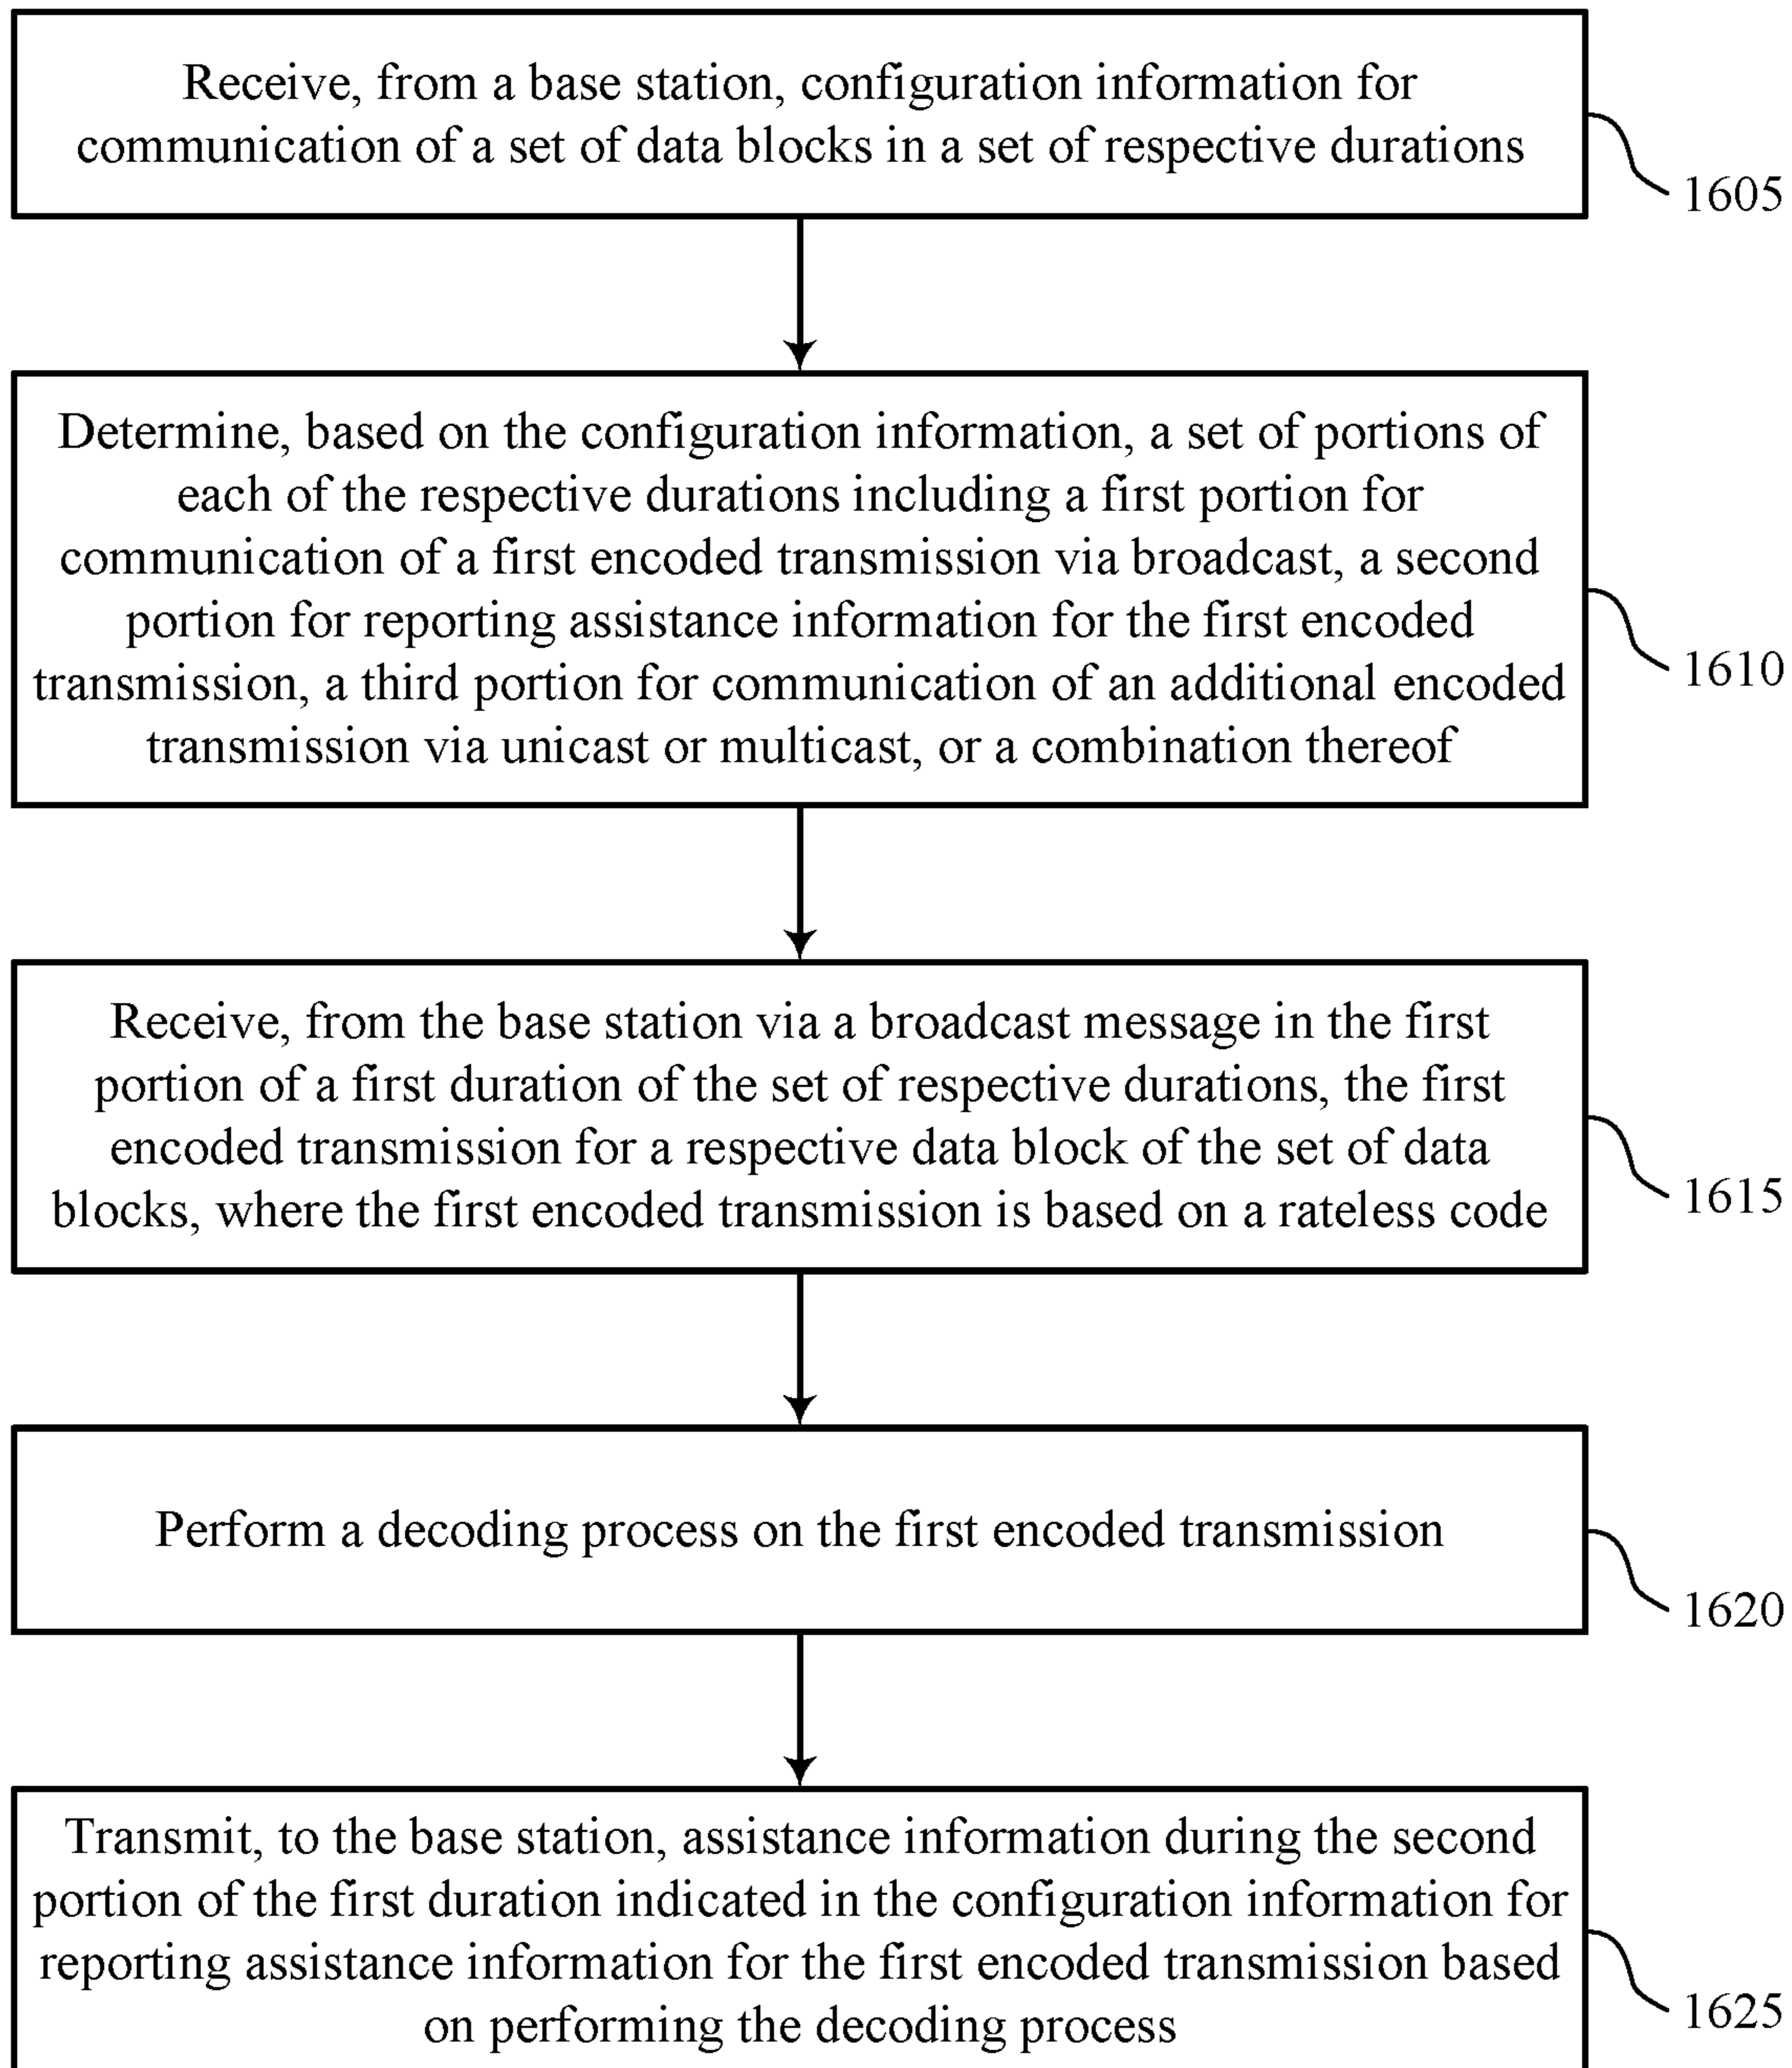 Receive, from a base station, configuration information for
communication of a set of data blocks in a set of respective durations
1605
Determine, based on the configuration information, a set of portions of
each of the respective durations including a first portion for
communication of a first encoded transmission via broadcast, a second
portion for reporting assistance information for the first encoded
transmission, a third portion for communication of an additional encoded
transmission via unicast or multicast, or a combination thereof
1610
Receive, from the base station via a broadcast message in the first
portion of a first duration of the set of respective durations, the first
encoded transmission for a respective data block of the set of data
blocks, where the first encoded transmission is based on a rateless code
1615
Perform a decoding process on the first encoded transmission
1620
Transmit, to the base station, assistance information during the second
portion of the first duration indicated in the configuration information for
reporting assistance information for the first encoded transmission based
on performing the decoding process
1625